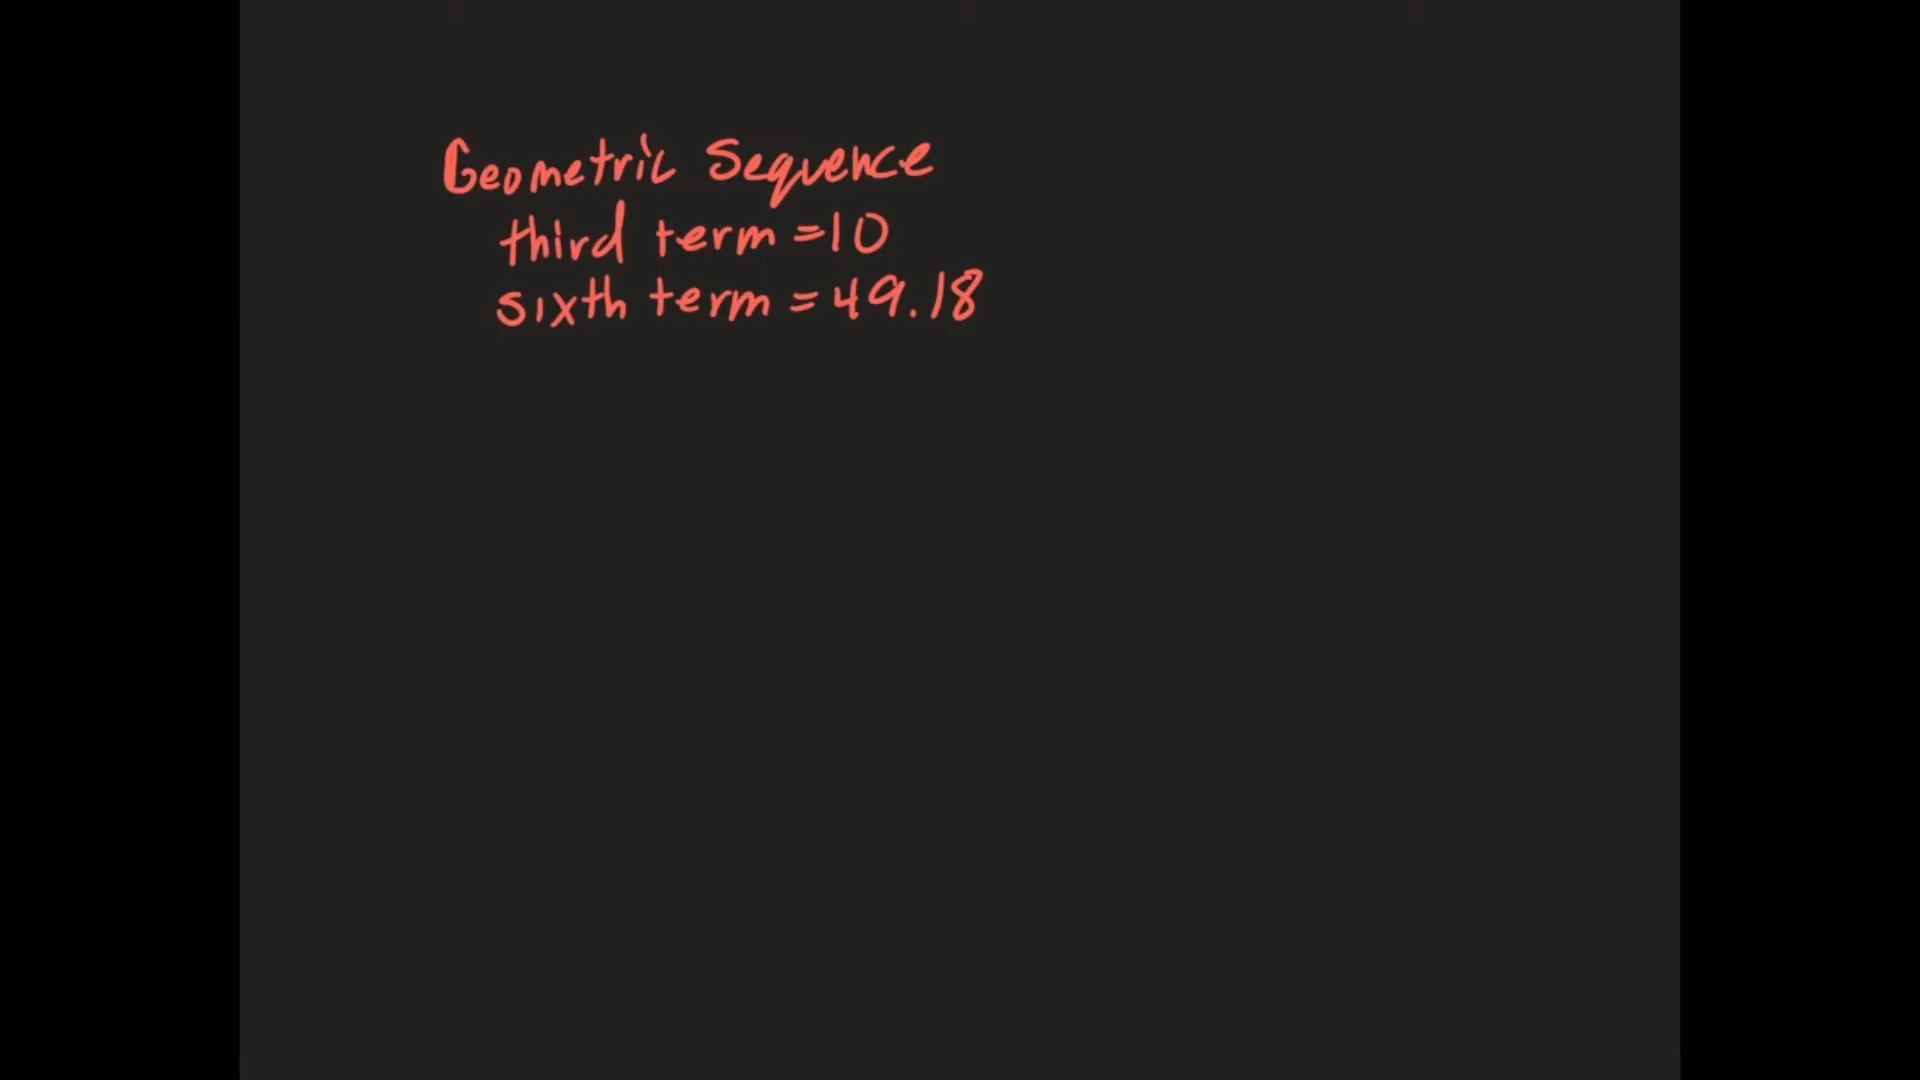 Geometric Sequence
third term =10
sixth term = 49.18